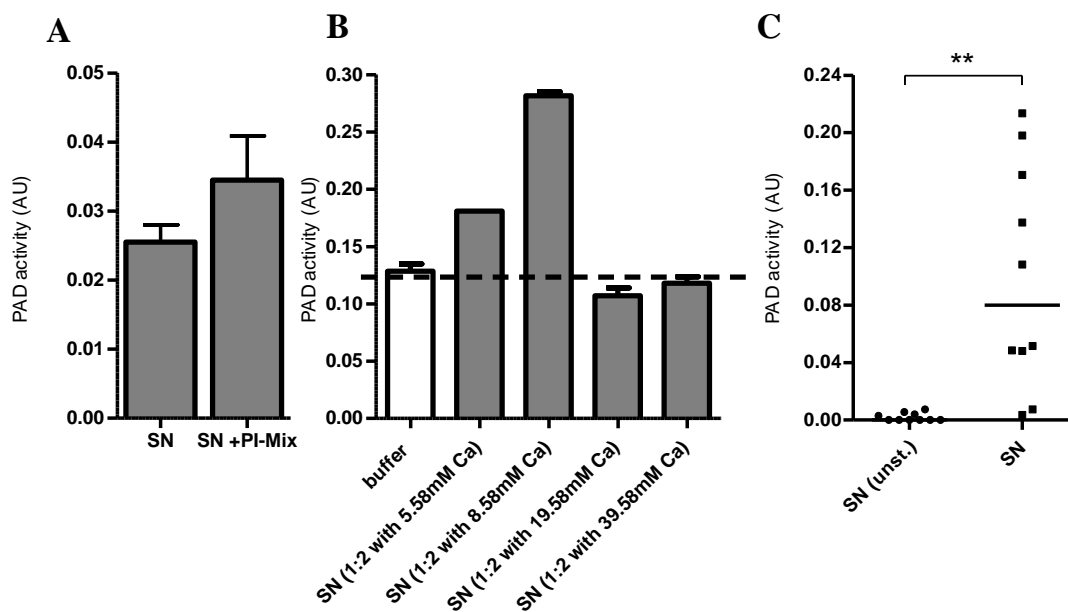 A
PAD activity (AU)
0.05
0.04
0.03
0.02
0.01
0.00
SN
SN +PI-Mix
B
PAD activity (AU)
0.30
0.25
0.20
0.15
0.10
0.05
0.00
buffer
SN (1:2 with 5.58mM Ca)
SN (1:2 with 8.58mM Ca)
SN (1:2 with 19.58mM Ca)
SN (1:2 with 39.58mM Ca)
C
**
PAD activity (AU)
0.24
0.20
0.16
0.12
0.08
0.04
0.00
SN (unst.)
SN